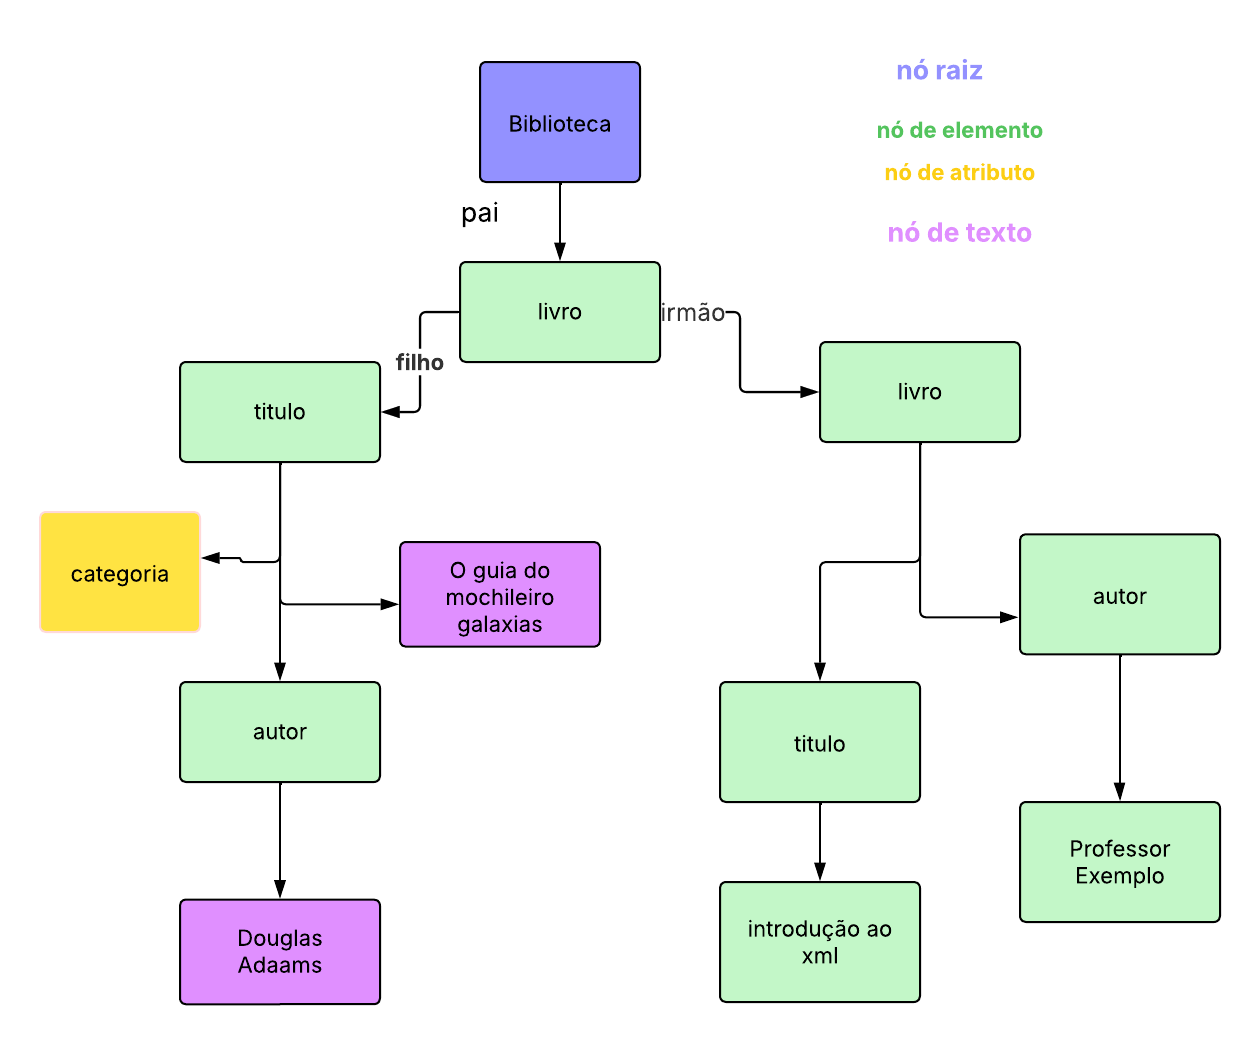 nó raiz
Biblioteca
nó de elemento
nó de atributo
pai
nó de texto
livro
irmão
filho
livro
titulo
categoria
O guia do
mochileiro
galaxias
autor
autor
titulo
Professor
Exemplo
Douglas
Adaams
introdução ao
xml